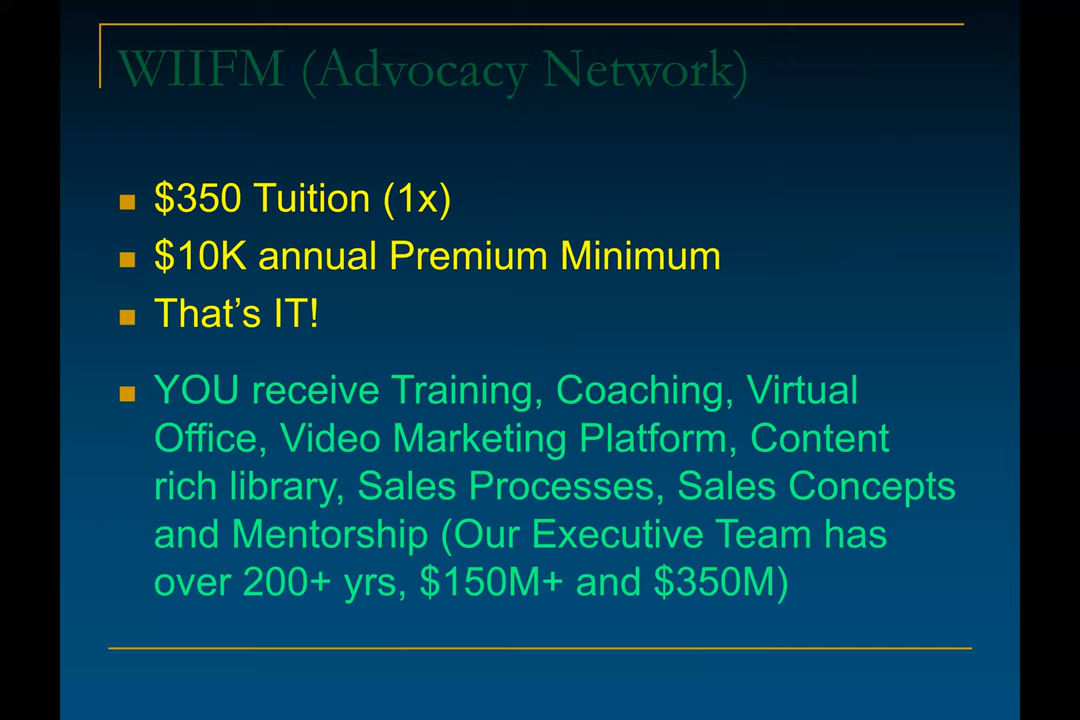 WIIFM (Advocacy Network)
$350 Tuition (1x)
$10K annual Premium Minimum
That’s IT!
YOU receive Training, Coaching, Virtual
Office, Video Marketing Platform, Content
rich library, Sales Processes, Sales Concepts
and Mentorship (Our Executive Team has
over 200+ yrs, $150M+ and $350M)